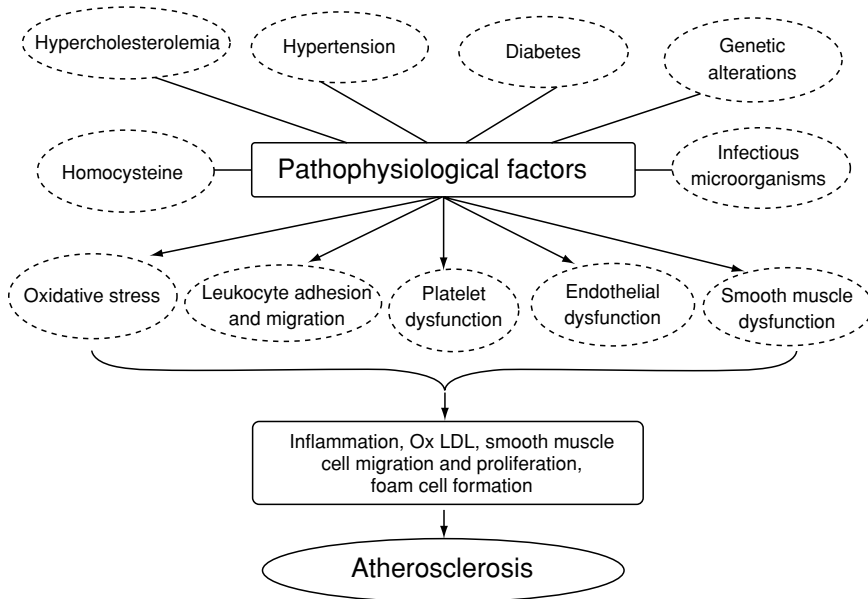 Hypercholesterolemia
Hypertension
Diabetes
Genetic
alterations
Homocysteine
Pathophysiological factors
Infectious
microorganisms
Oxidative stress
Leukocyte adhesion
and migration
Platelet
dysfunction
Endothelial
dysfunction
Smooth muscle
dysfunction
Inflammation, Ox LDL, smooth muscle
cell migration and proliferation,
foam cell formation
Atherosclerosis